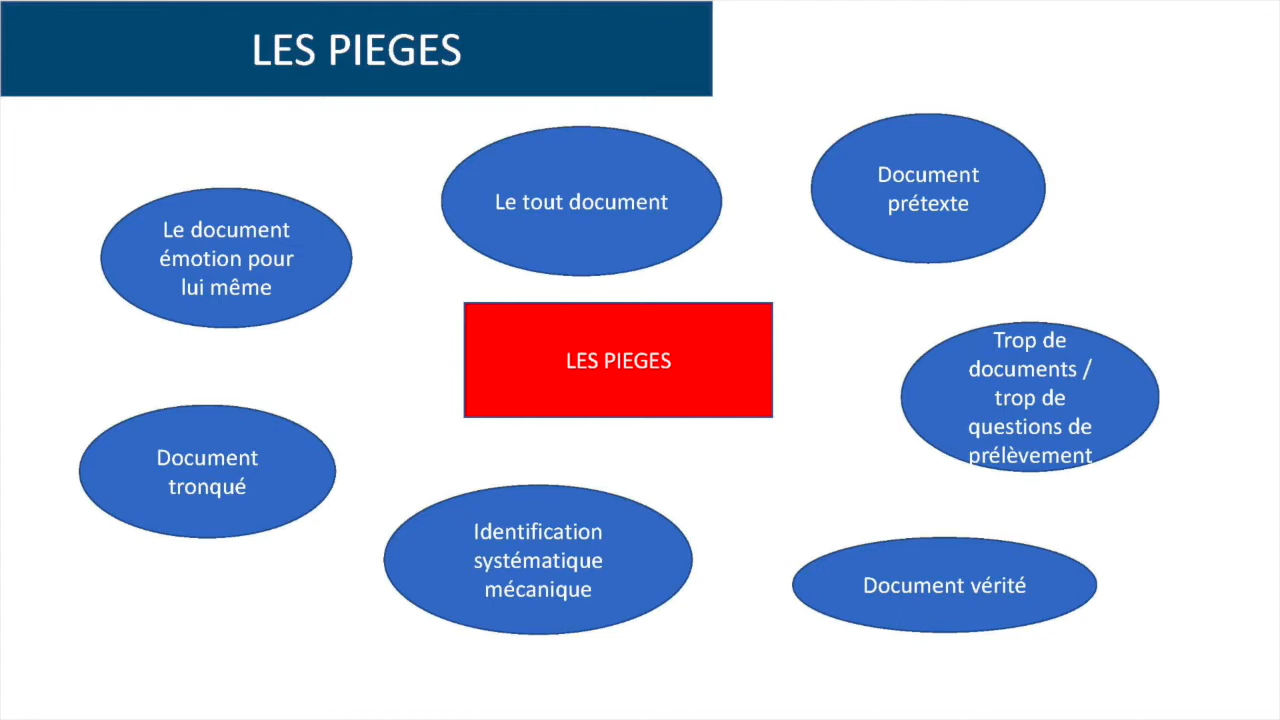 LES PIEGES
Le tout document
Document
prétexte
Le document
émotion pour
lui même
LES PIEGES
Trop de
documents /
trop de
questions de
prélèvement
Document
tronqué
Identification
systématique
mécanique
Document vérité